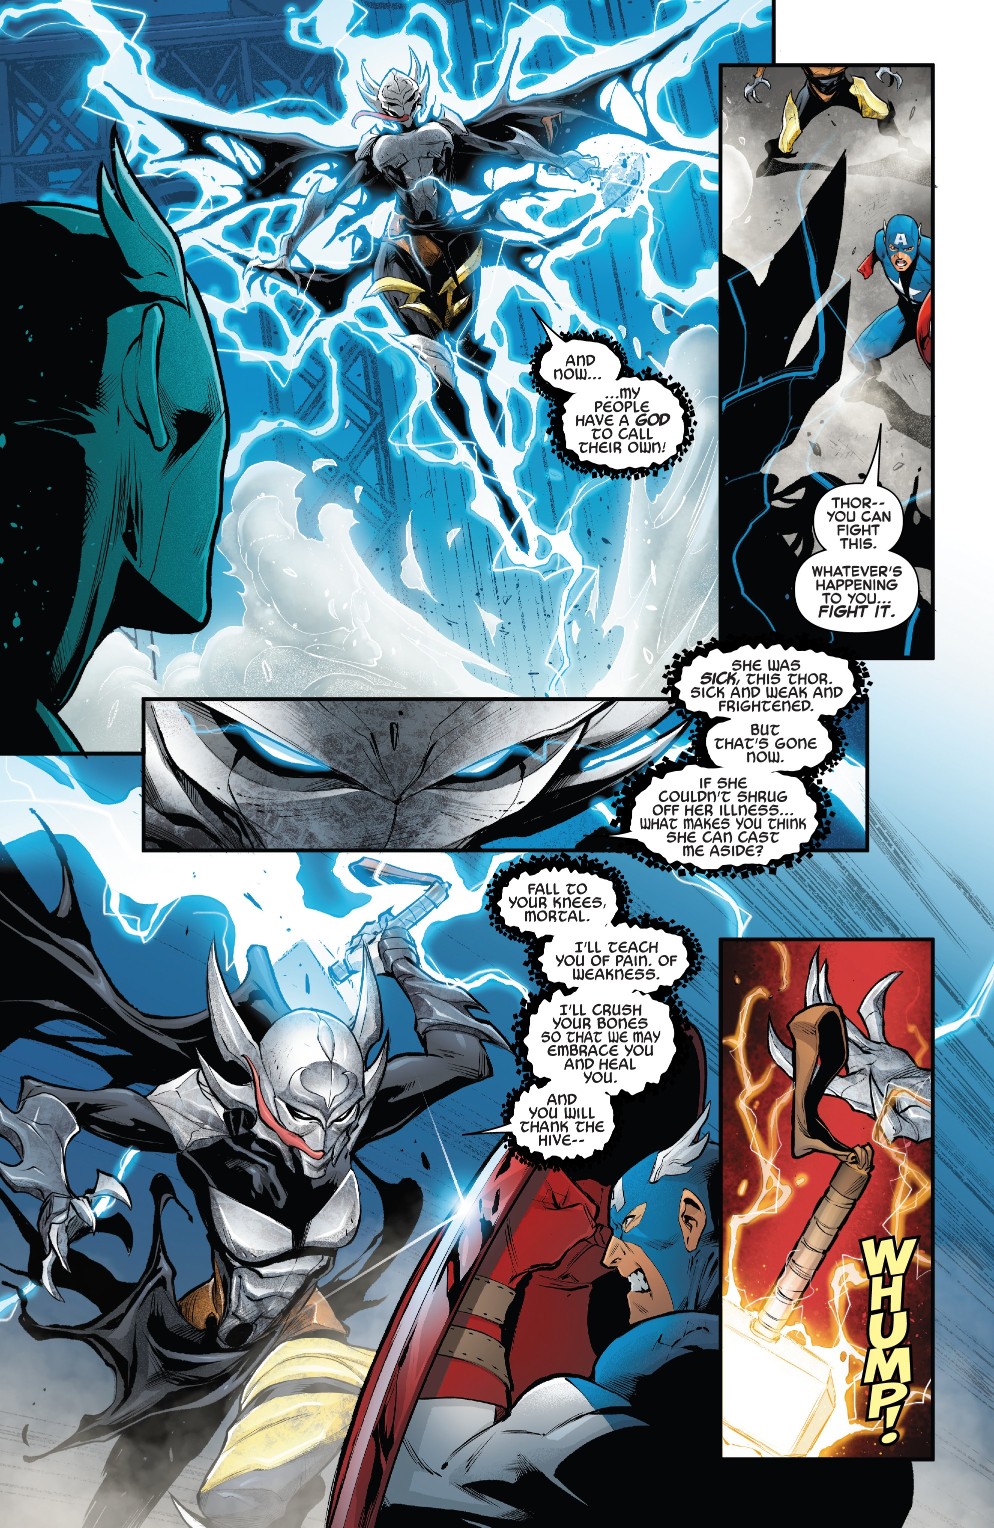 AND
NOW...
...MY
PEOPLE
HAVE A GOD
TO CALL
THEIR OWN!
A
THOR--
YOU CAN
FIGHT
THIS.
WHATEVER'S
HAPPENING
TO YOU...
FIGHT IT.
SHE WAS
SICK, THIS THOR.
SICK AND WEAK AND
FRIGHTENED.
BUT
THAT'S GONE
NOW.
IF SHE
COULDN'T SHRUG
OFF HER ILLNESS...
WHAT MAKES YOU THINK
SHE CAN CAST
ME ASIDE?
FALL TO
YOUR KNEES,
MORTAL.
I'LL TEACH
YOU OF PAIN. OF
WEAKNESS.
I'LL CRUSH
YOUR BONES
SO THAT WE MAY
EMBRACE YOU
AND HEAL
YOU.
AND
YOU WILL
THANK THE
HIVE--
WHUMP!